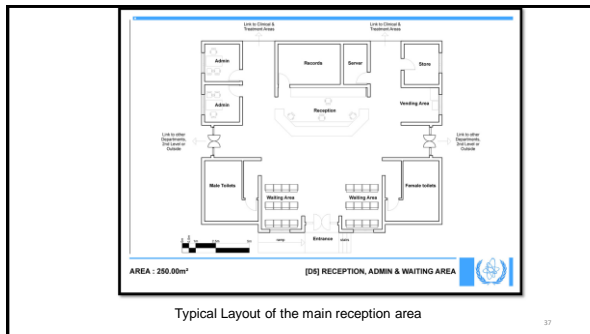 Link to Clinical &
Treatment Areas
Link to Clinical &
Treatment Areas
Admin
Records
Server
Store
Admin
Reception
Vending Area
Link to other
Departments,
2nd Level or
Outside
Link to other
Departments,
2nd Level or
Outside
Male Toilets
Waiting Area
Waiting Area
Female toilets
ramp
Entrance
stairs
AREA : 250.00m²
[D5] RECEPTION, ADMIN & WAITING AREA
Typical Layout of the main reception area
37